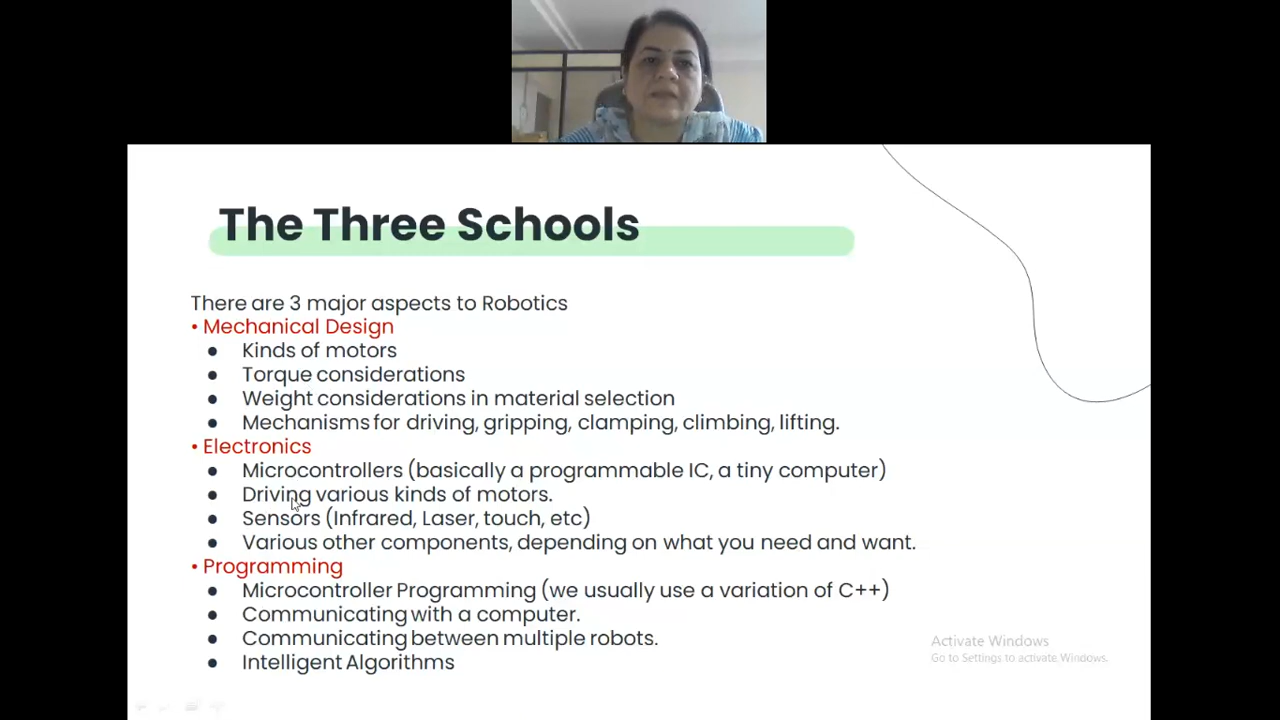 The Three Schools
There are 3 major aspects to Robotics
• Mechanical Design
● Kinds of motors
● Torque considerations
● Weight considerations in material selection
● Mechanisms for driving, gripping, clamping, climbing, lifting.
• Electronics
● Microcontrollers (basically a programmable IC, a tiny computer)
● Driving various kinds of motors.
● Sensors (Infrared, Laser, touch, etc)
● Various other components, depending on what you need and want.
• Programming
● Microcontroller Programming (we usually use a variation of C++)
● Communicating with a computer.
● Communicating between multiple robots.
● Intelligent Algorithms
Activate Windows
Go to Settings to activate Windows.